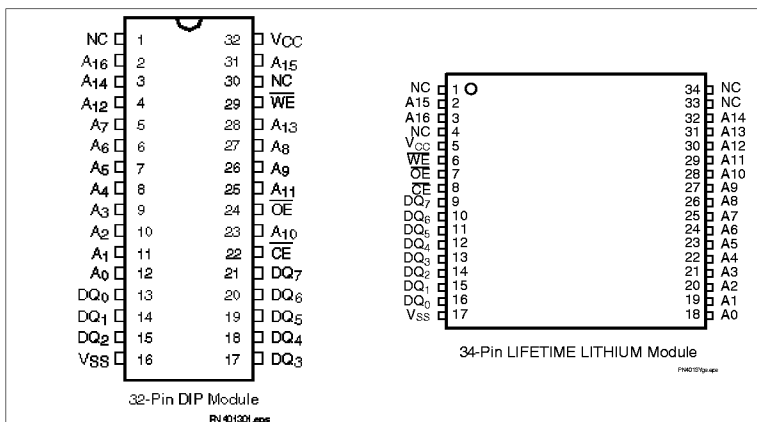 NC 1 32 VCC
A16 2 31 A15
A14 3 30 NC
A12 4 29 WE
A7 5 28 A13
A6 6 27 A8
A5 7 26 A9
A4 8 25 A11
A3 9 24 OE
A2 10 23 A10
A1 11 22 CE
A0 12 21 DQ7
DQ0 13 20 DQ6
DQ1 14 19 DQ5
DQ2 15 18 DQ4
VSS 16 17 DQ3
32-Pin DIP Module
PN401301.eps
NC 1 34 NC
A15 2 33 NC
A16 3 32 A14
NC 4 31 A13
VCC 5 30 A12
WE 6 29 A11
OE 7 28 A10
CE 8 27 A9
DQ7 9 26 A8
DQ6 10 25 A7
DQ5 11 24 A6
DQ4 12 23 A5
DQ3 13 22 A4
DQ2 14 21 A3
DQ1 15 20 A2
DQ0 16 19 A1
VSS 17 18 A0
34-Pin LIFETIME LITHIUM Module